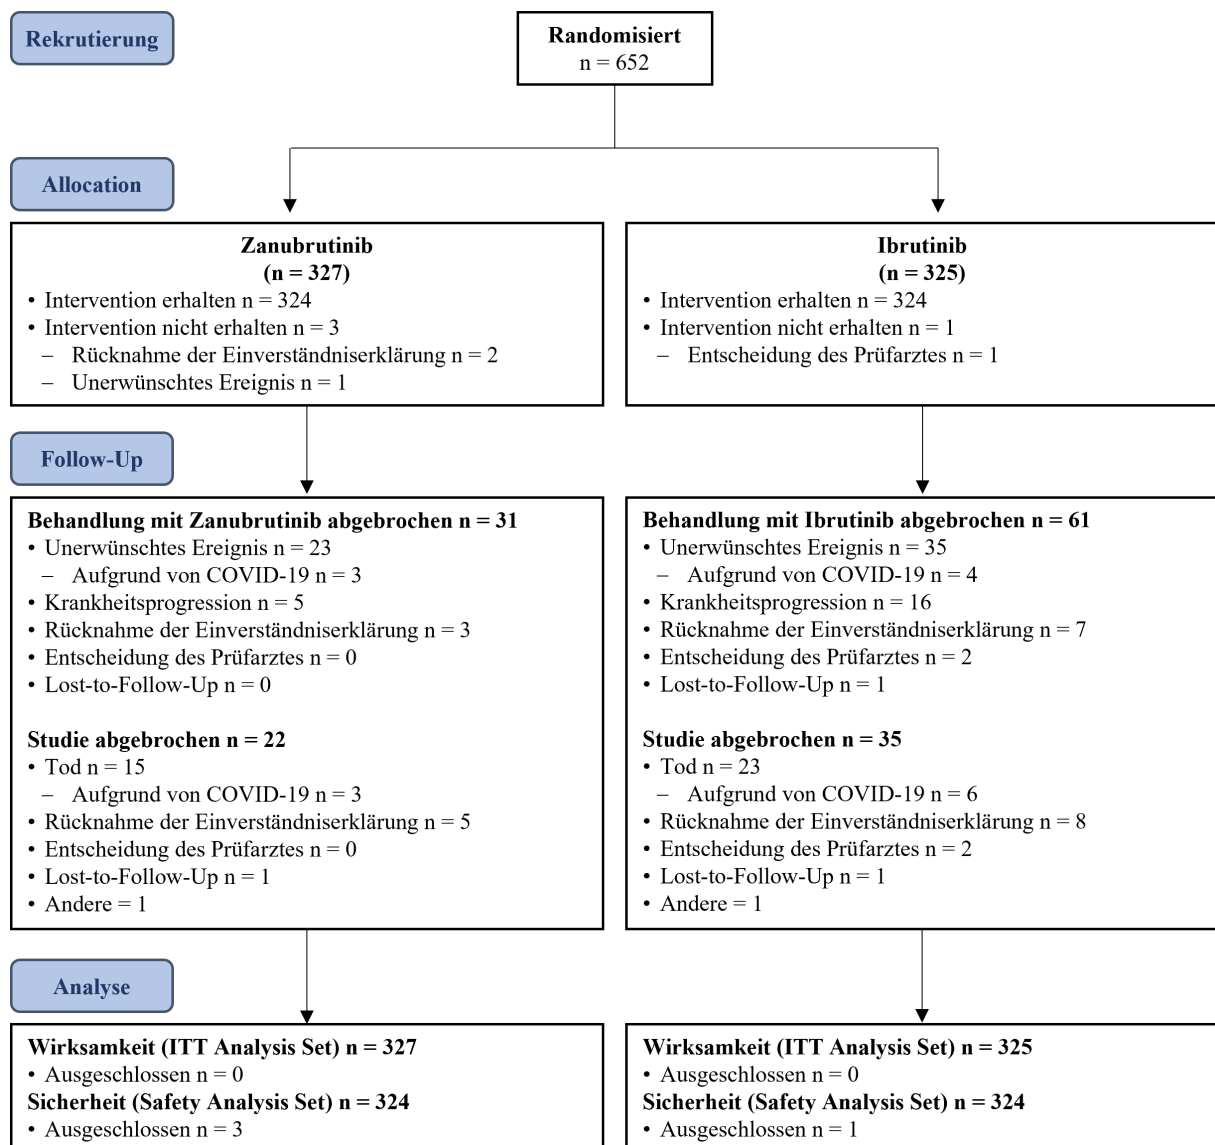 Rekrutierung
Randomisiert
n = 652
Allocation
Zanubrutinib
(n = 327)
• Intervention erhalten n = 324
• Intervention nicht erhalten n = 3
– Rücknahme der Einverständniserklärung n = 2
– Unerwünschtes Ereignis n = 1
Ibrutinib
(n = 325)
• Intervention erhalten n = 324
• Intervention nicht erhalten n = 1
– Entscheidung des Prüfarztes n = 1
Follow-Up
Behandlung mit Zanubrutinib abgebrochen n = 31
• Unerwünschtes Ereignis n = 23
– Aufgrund von COVID-19 n = 3
• Krankheitsprogression n = 5
• Rücknahme der Einverständniserklärung n = 3
• Entscheidung des Prüfarztes n = 0
• Lost-to-Follow-Up n = 0
Studie abgebrochen n = 22
• Tod n = 15
– Aufgrund von COVID-19 n = 3
• Rücknahme der Einverständniserklärung n = 5
• Entscheidung des Prüfarztes n = 0
• Lost-to-Follow-Up n = 1
• Andere = 1
Behandlung mit Ibrutinib abgebrochen n = 61
• Unerwünschtes Ereignis n = 35
– Aufgrund von COVID-19 n = 4
• Krankheitsprogression n = 16
• Rücknahme der Einverständniserklärung n = 7
• Entscheidung des Prüfarztes n = 2
• Lost-to-Follow-Up n = 1
Studie abgebrochen n = 35
• Tod n = 23
– Aufgrund von COVID-19 n = 6
• Rücknahme der Einverständniserklärung n = 8
• Entscheidung des Prüfarztes n = 2
• Lost-to-Follow-Up n = 1
• Andere = 1
Analyse
Wirksamkeit (ITT Analysis Set) n = 327
• Ausgeschlossen n = 0
Sicherheit (Safety Analysis Set) n = 324
• Ausgeschlossen n = 3
Wirksamkeit (ITT Analysis Set) n = 325
• Ausgeschlossen n = 0
Sicherheit (Safety Analysis Set) n = 324
• Ausgeschlossen n = 1